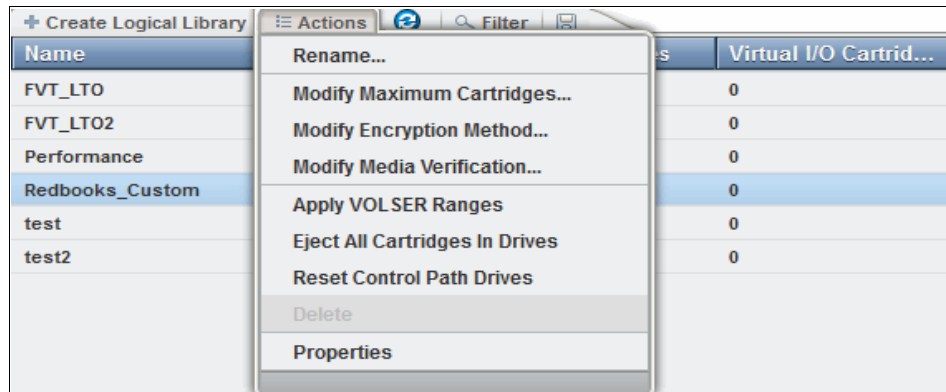 Create Logical Library Actions Filter
Name s Virtual I/O Cartrid...
Rename...
FVT_LTO 0
Modify Maximum Cartridges...
FVT_LTO2 0
Modify Encryption Method...
Performance 0
Modify Media Verification...
Redbooks_Custom 0
Apply VOLSER Ranges
test 0
Eject All Cartridges In Drives
test2 0
Reset Control Path Drives
Delete
Properties